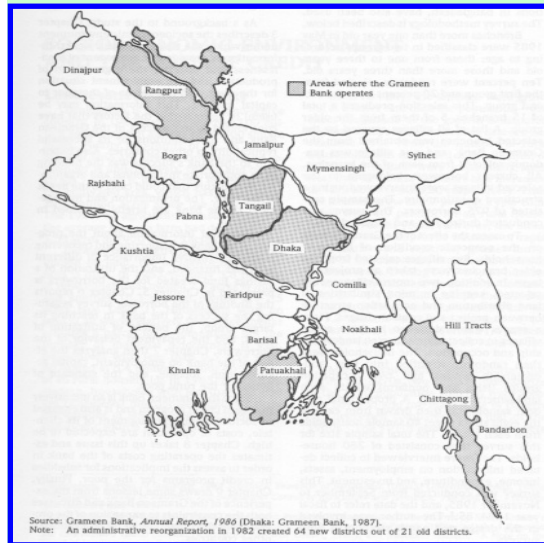 Dinajpur
Rangpur
Areas where the Grameen
Bank operates
Bogra
Jamalpur
Mymensingh
Sylhet
Rajshahi
Tangail
Pabna
Dhaka
Kushtia
Comilla
Jessore
Faridpur
Noakhali
Hill Tracts
Barisal
Khulna
Patuakhali
Chittagong
Bandarbon
Source: Grameen Bank, Annual Report, 1986 (Dhaka: Grameen Bank, 1987).
Note: An administrative reorganization in 1982 created 64 new districts out of 21 old districts.